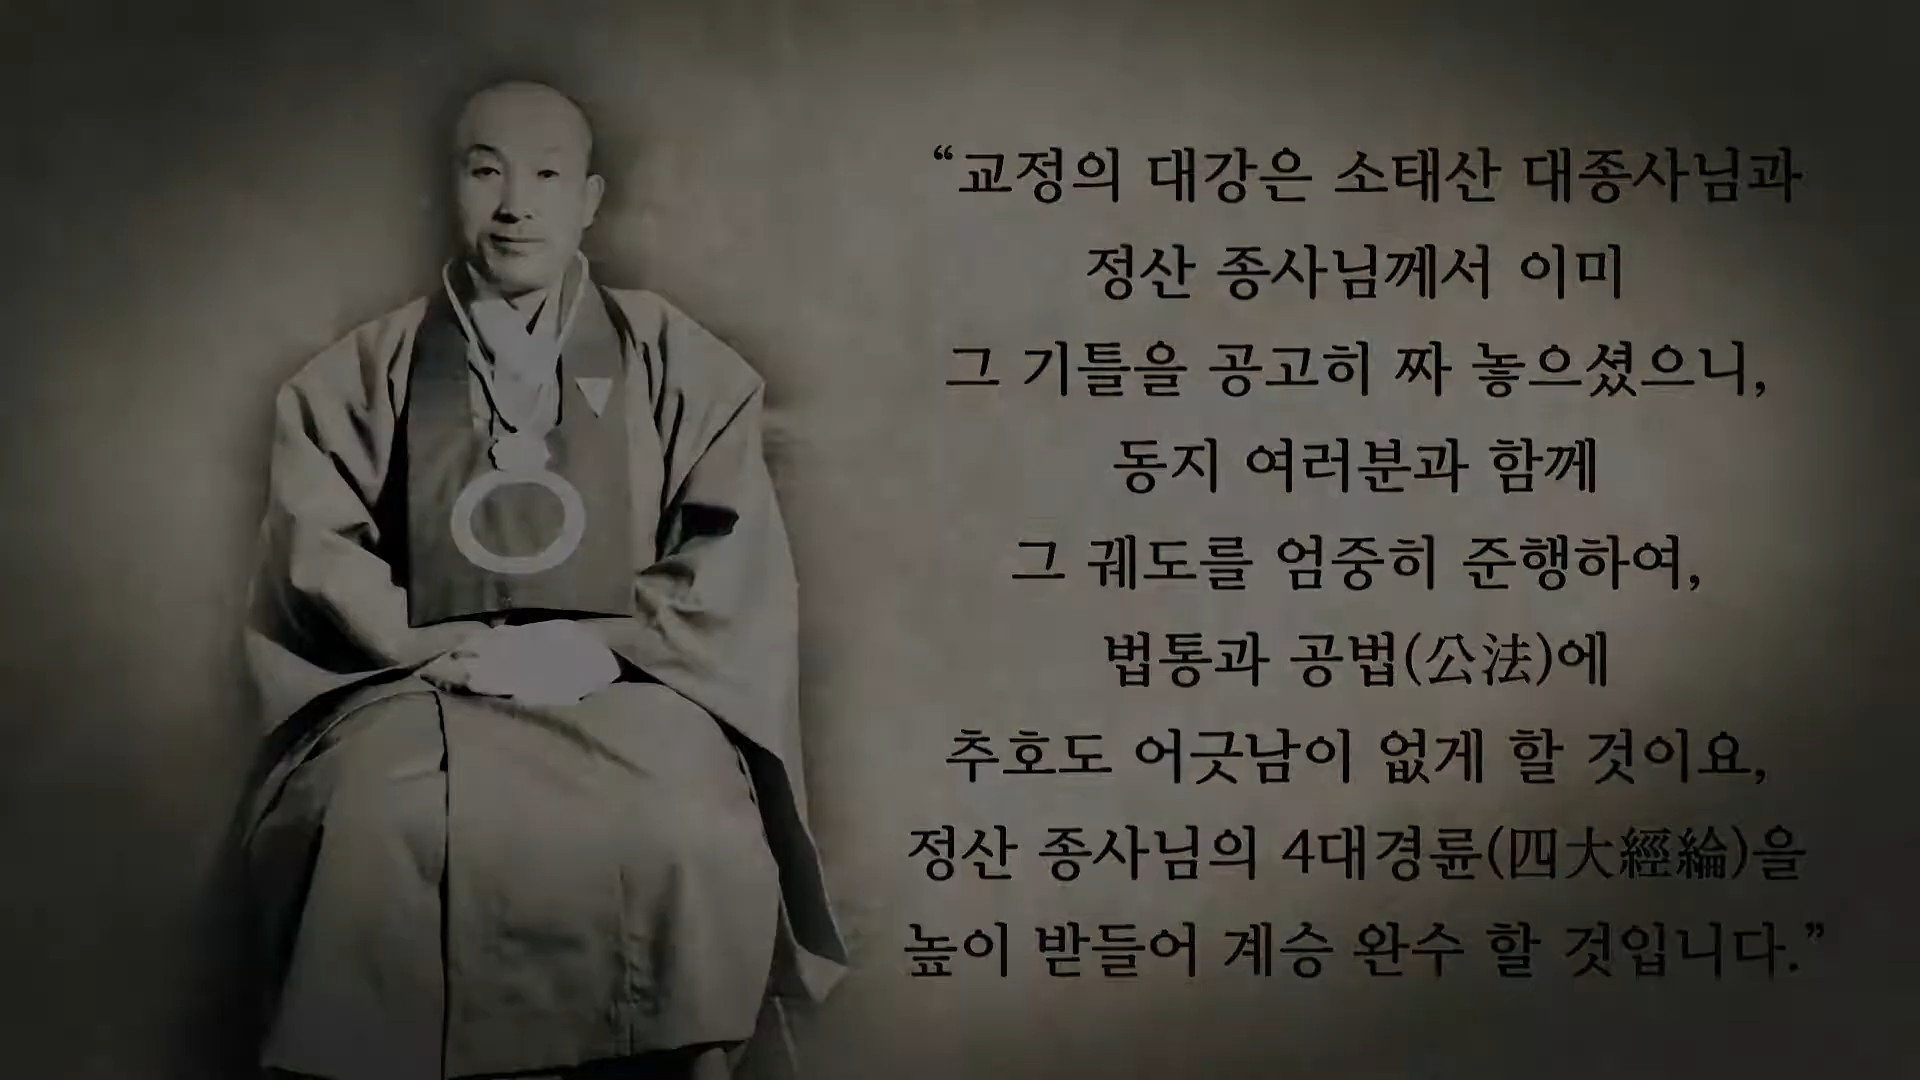 “교정의 대강은 소태산 대종사님과
정산 종사님께서 이미
그 기틀을 공고히 짜 놓으셨으니,
동지 여러분과 함께
그 궤도를 엄중히 준행하여,
법통과 공법(公法)에
추호도 어긋남이 없게 할 것이요,
정산 종사님의 4대경륜(四大經綸)을
높이 받들어 계승 완수 할 것입니다.”